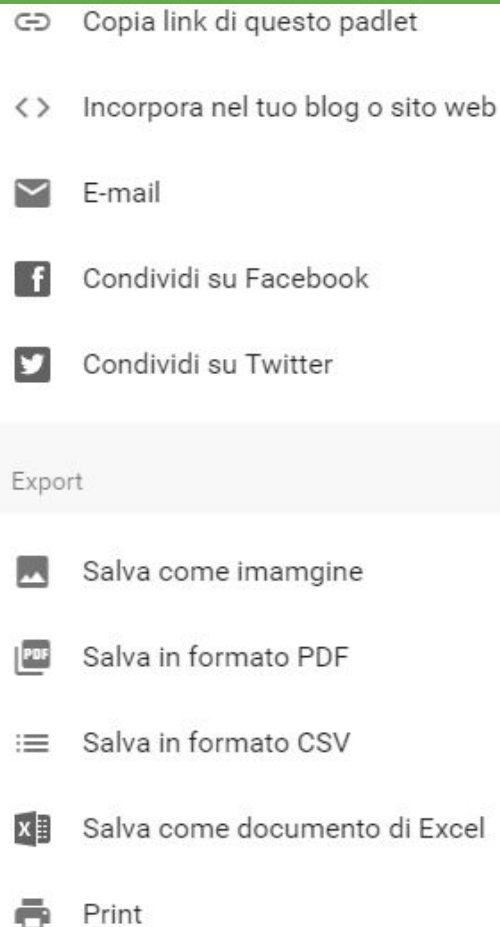 Copia link di questo padlet
Incorpora nel tuo blog o sito web
E-mail
Condividi su Facebook
Condividi su Twitter
Export
Salva come imamgine
PDF
Salva in formato PDF
Salva in formato CSV
Salva come documento di Excel
Print